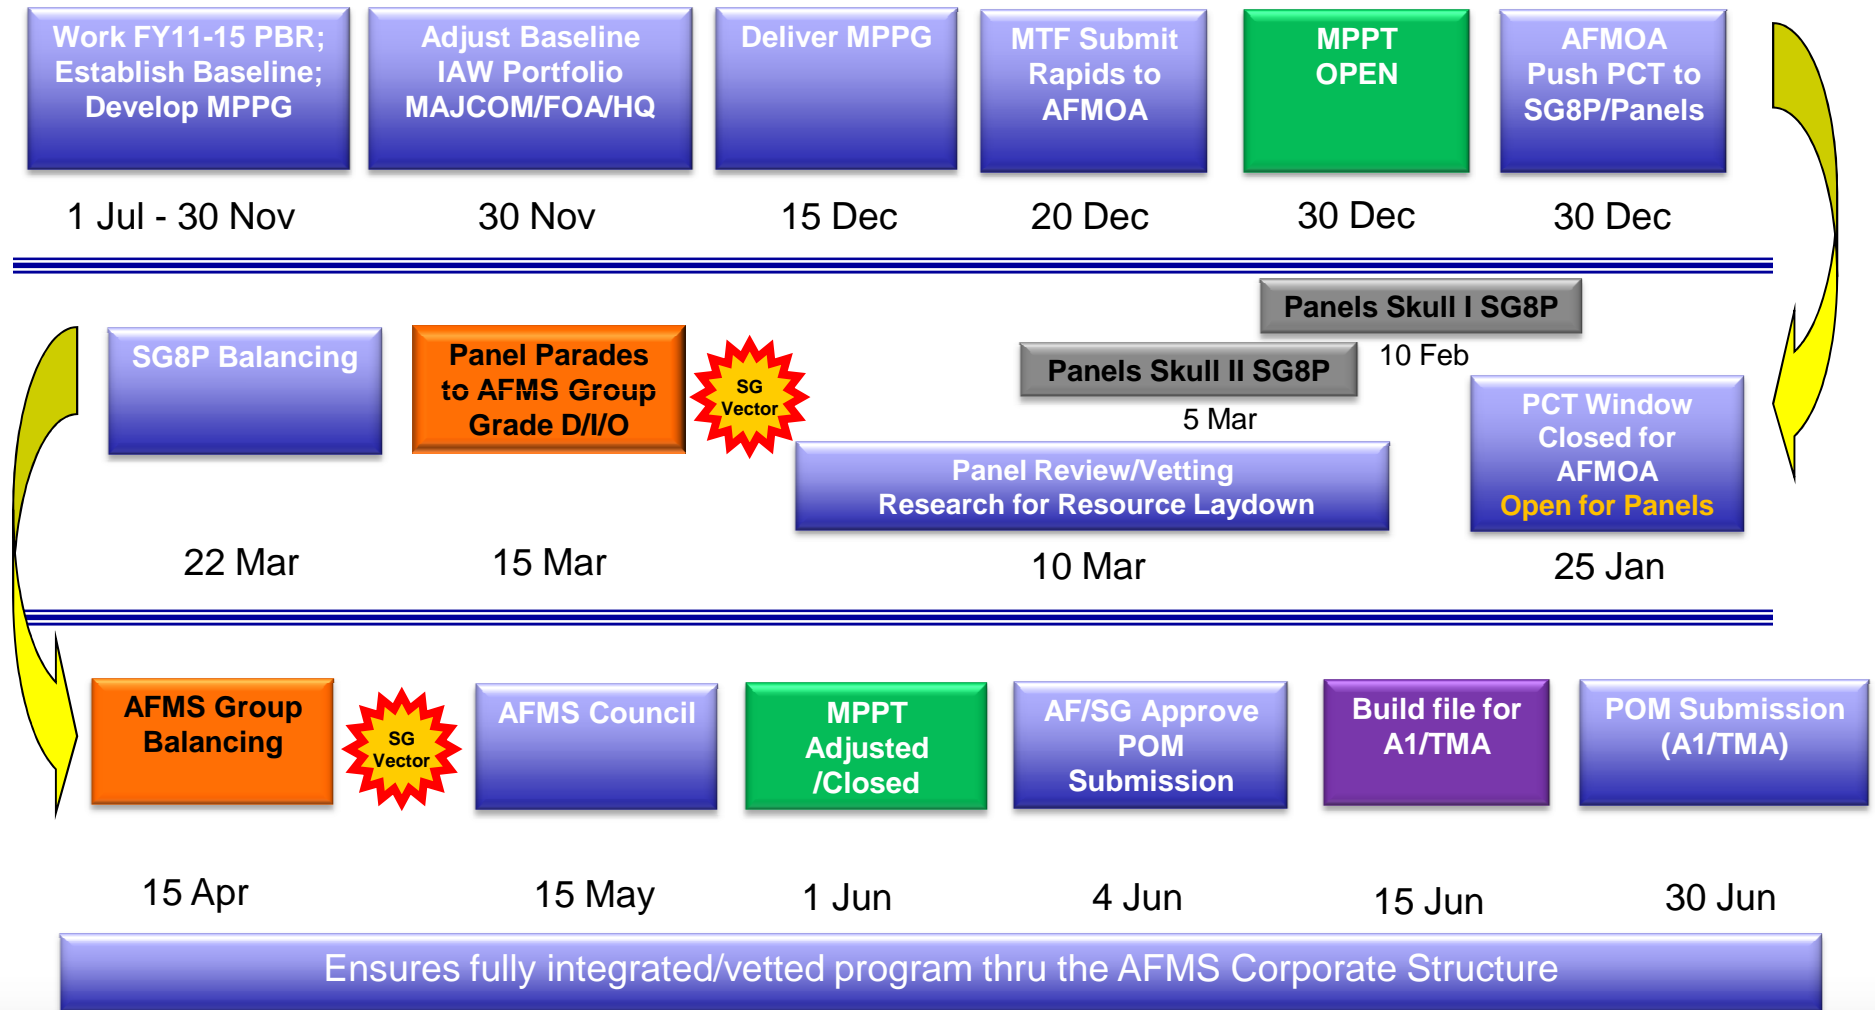 Work FY11-15 PBR;
Establish Baseline;
Develop MPPG
1 Jul - 30 Nov
Adjust Baseline
IAW Portfolio
MAJCOM/FOA/HQ
30 Nov
Deliver MPPG
15 Dec
MTF Submit
Rapids to
AFMOA
20 Dec
MPPT
OPEN
30 Dec
AFMOA
Push PCT to
SG8P/Panels
30 Dec
SG8P Balancing
22 Mar
Panel Parades
to AFMS Group
Grade D/I/O
15 Mar
SG
Vector
Panels Skull I SG8P
10 Feb
Panels Skull II SG8P
5 Mar
Panel Review/Vetting
Research for Resource Laydown
10 Mar
PCT Window
Closed for
AFMOA
Open for Panels
25 Jan
AFMS Group
Balancing
15 Apr
SG
Vector
AFMS Council
15 May
MPPT
Adjusted
/Closed
1 Jun
AF/SG Approve
POM
Submission
4 Jun
Build file for
A1/TMA
15 Jun
POM Submission
(A1/TMA)
30 Jun
Ensures fully integrated/vetted program thru the AFMS Corporate Structure